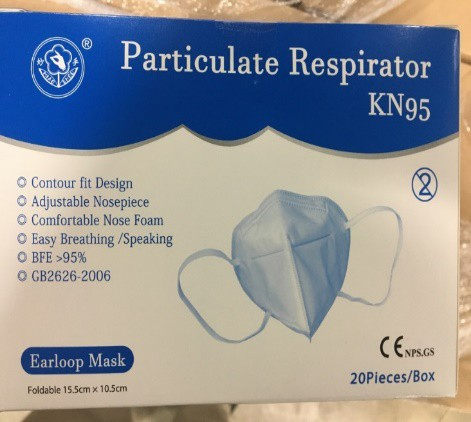 ®
Particulate Respirator
KN95
Contour fit Design
Adjustable Nosepiece
Comfortable Nose Foam
Easy Breathing /Speaking
BFE >95%
GB2626-2006
2
Earloop Mask
CE NPS.GS
Foldable 15.5cm x 10.5cm
20Pieces/Box